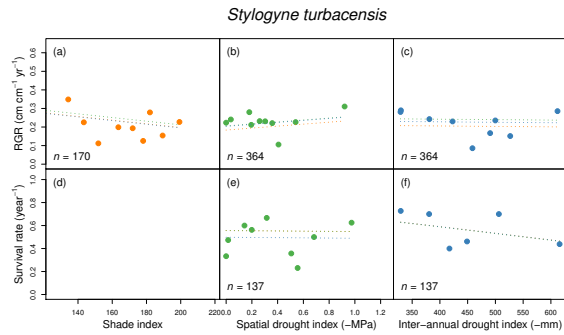 Stylogyne turbacensis
(a) (b) (c)
RGR (cm cm⁻¹ yr⁻¹)
0.0 0.1 0.2 0.3 0.4 0.5 0.6
n = 170 n = 364 n = 364
(d) (e) (f)
Survival rate (year⁻¹)
0.0 0.2 0.4 0.6 0.8 1.0
n = 137 n = 137
140 160 180 200 220 0.0 0.2 0.4 0.6 0.8 1.0 1.2 350 400 450 500 550 600
Shade index Spatial drought index (−MPa) Inter−annual drought index (−mm)